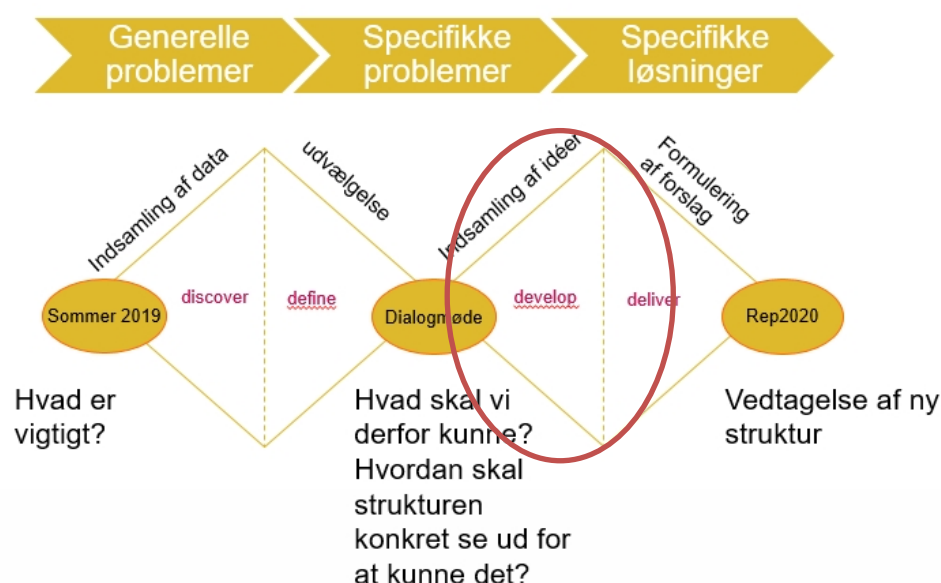 Generelle
problemer
Specifikke
problemer
Specifikke
løsninger
Indsamling af data
udvælgelse
Indsamling af idéer
Formulering
af forslag
discover
define
develop
deliver
Sommer 2019
Dialogmøde
Rep2020
Hvad er
vigtigt?
Hvad skal vi
derfor kunne?
Hvordan skal
strukturen
konkret se ud for
at kunne det?
Vedtagelse af ny
struktur